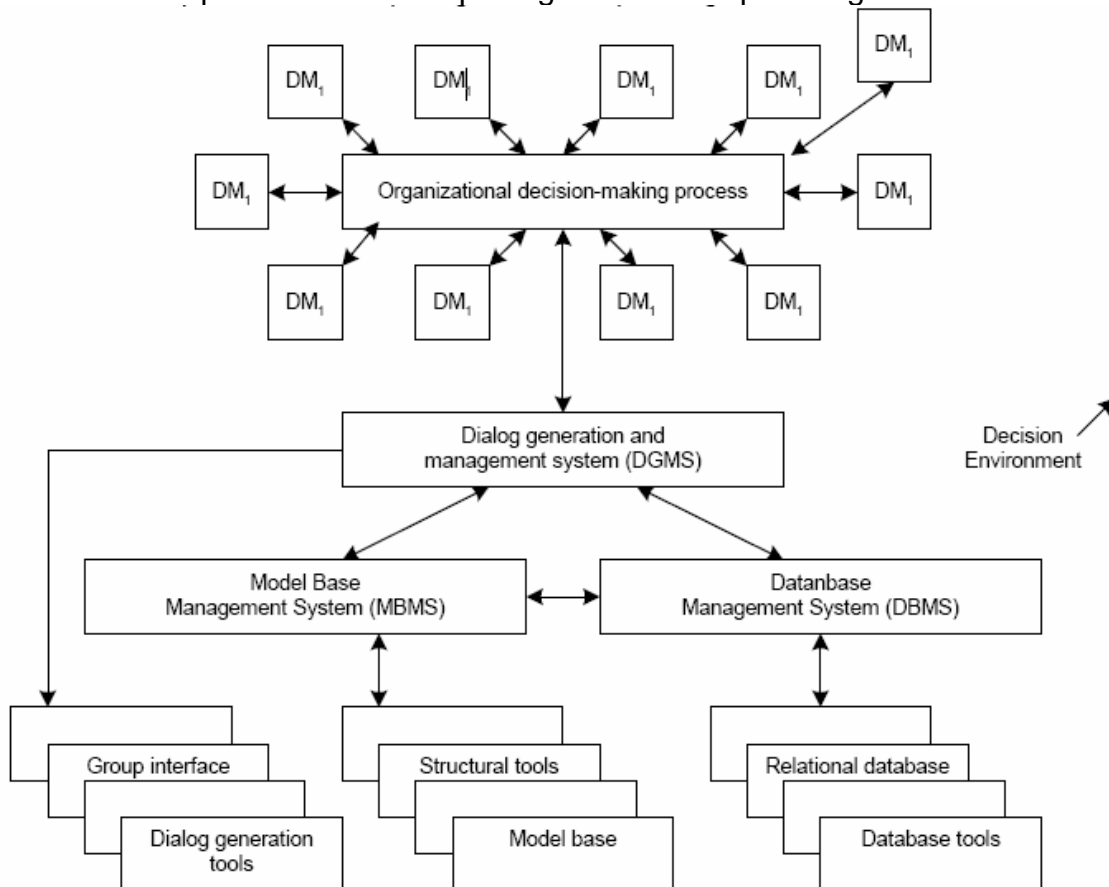 DM₁
DM₁
DM₁
DM₁
DM₁
DM₁
Organizational decision-making process
DM₁
DM₁
DM₁
DM₁
DM₁
Dialog generation and
management system (DGMS)
Decision
Environment
Model Base
Management System (MBMS)
Datanbase
Management System (DBMS)
Group interface
Structural tools
Relational database
Dialog generation
tools
Model base
Database tools